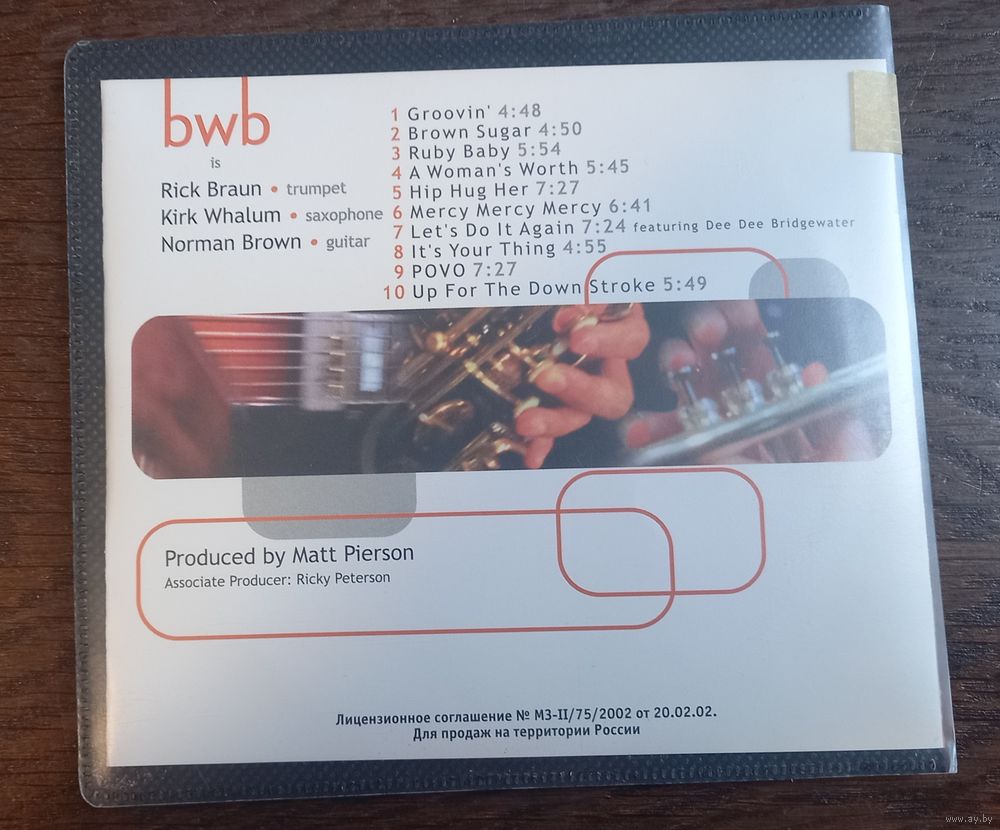 bwb
is
Rick Braun • trumpet
Kirk Whalum • saxophone
Norman Brown • guitar
1 Groovin' 4:48
2 Brown Sugar 4:50
3 Ruby Baby 5:54
4 A Woman's Worth 5:45
5 Hip Hug Her 7:27
6 Mercy Mercy Mercy 6:41
7 Let's Do It Again 7:24 featuring Dee Dee Bridgewater
8 It's Your Thing 4:55
9 POVO 7:27
10 Up For The Down Stroke 5:49
Produced by Matt Pierson
Associate Producer: Ricky Peterson
Лицензионное соглашение № МЗ-II/75/2002 от 20.02.02.
Для продаж на территории России
www.ay.by